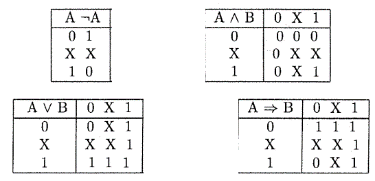 A ¬A
0 1
X X
1 0
A ∧ B 0 X 1
0 0 0 0
X 0 X X
1 0 X 1
A ∨ B 0 X 1
0 0 X 1
X X X 1
1 1 1 1
A ⇒ B 0 X 1
0 1 1 1
X X X 1
1 0 X 1